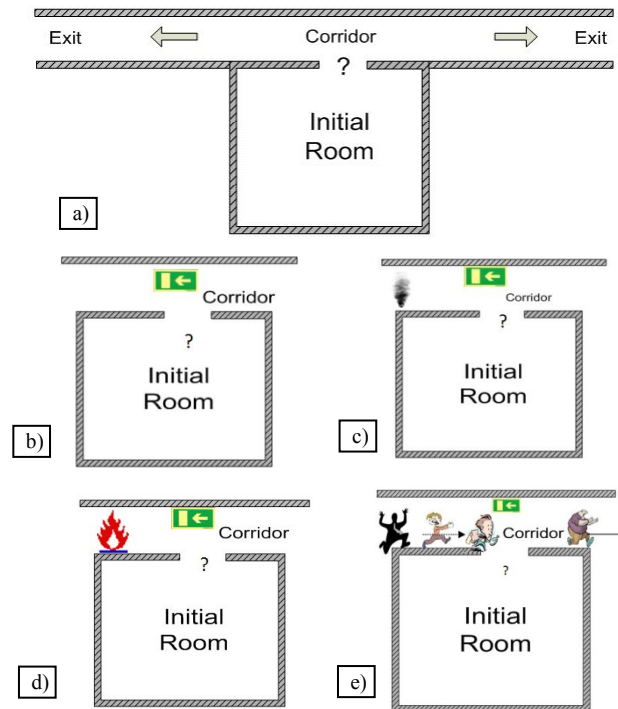 Exit
Corridor
Exit
?
Initial
Room
a)
Corridor
?
Initial
Room
b)
Corridor
?
Initial
Room
c)
Corridor
?
Initial
Room
d)
Corridor
?
Initial
Room
e)